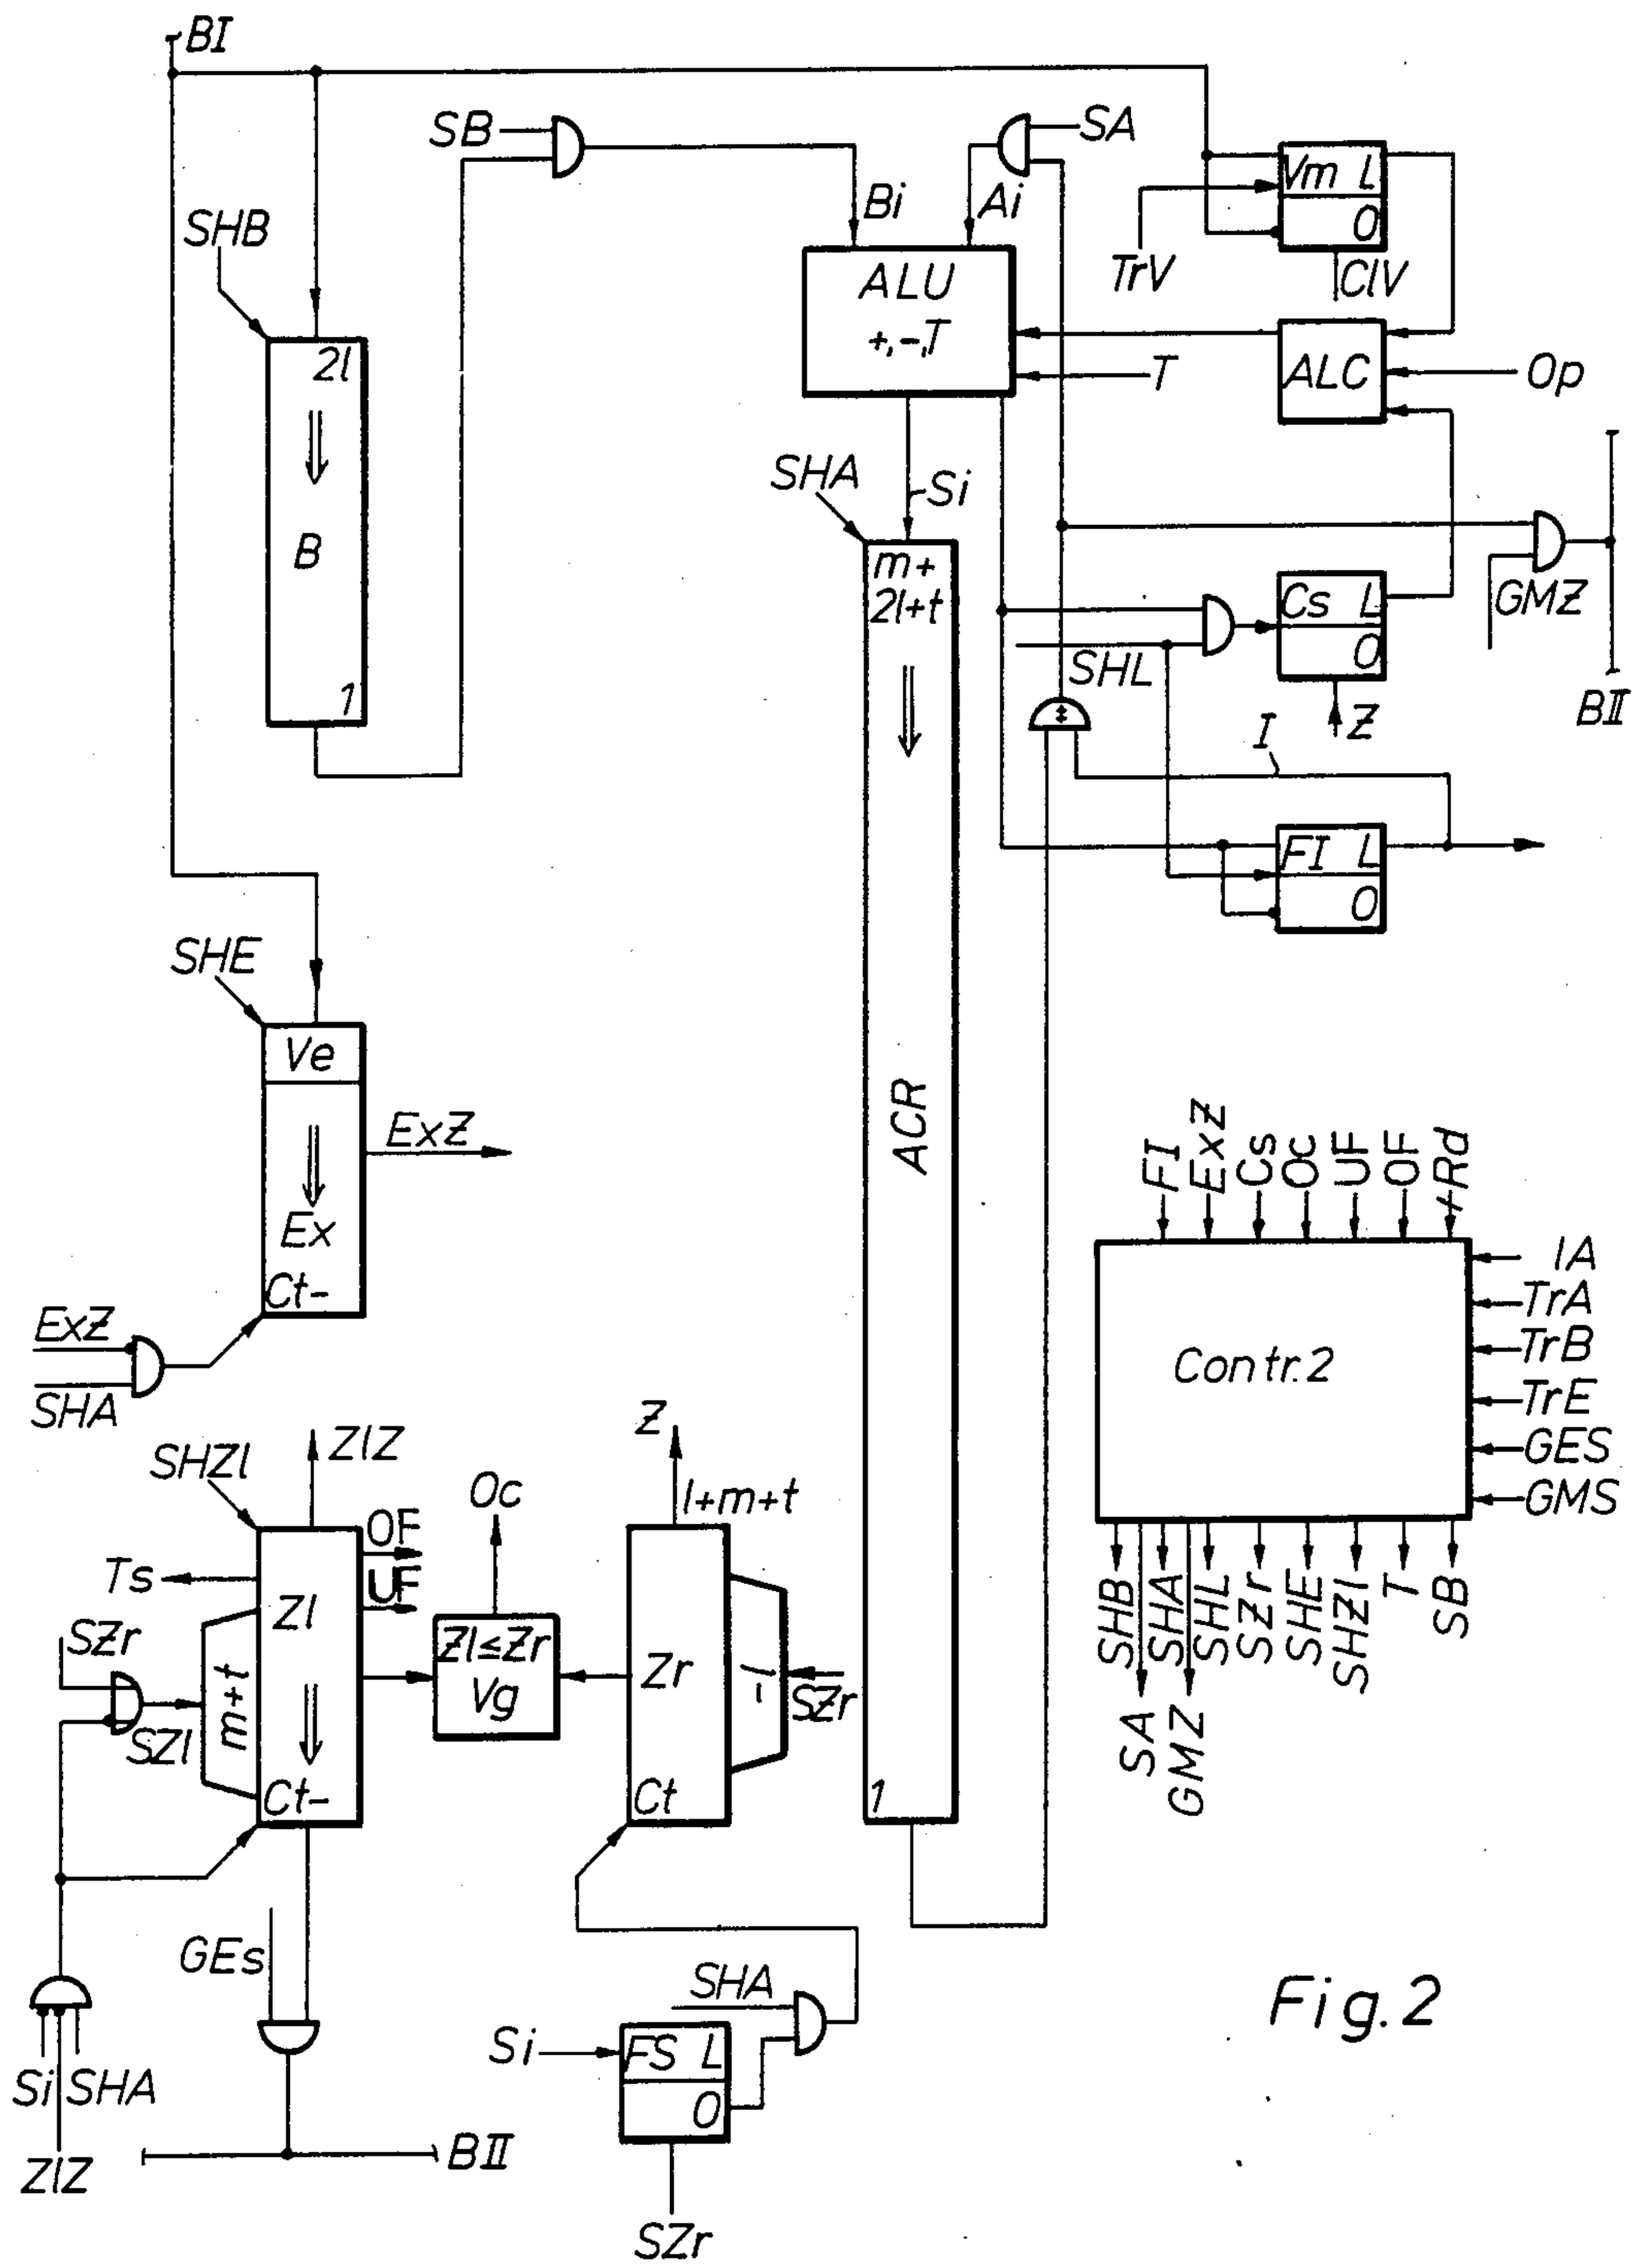 BI
SB
SA
Vm L
O
SHB
Bi
Ai
TrV
ClV
ALU
+,-,T
2l
T
ALC
Op
B
SHA
Si
m+
2l+t
Cs L
O
GMZ
SHL
1
Z
BII
I
FI L
O
SHE
Ve
ExZ
Ex
Ct-
ACR
FI
ExZ
Cs
Oc
UF
OF
+Rd
IA
TrA
TrB
TrE
GES
GMS
Contr.2
ExZ
SHA
SHB
SA
SHA
GMZ
SHL
SZr
SHE
SHZl
T
SB
SHZl
ZlZ
Z
l+m+t
Oc
OF
UF
Ts
Zl
SZr
m+t
SZl
Zl≤Zr
Vg
Zr
-l
SZr
Ct-
Ct
1
GEs
SHA
Si
FS L
O
Si
SHA
ZlZ
BII
SZr
Fig.2